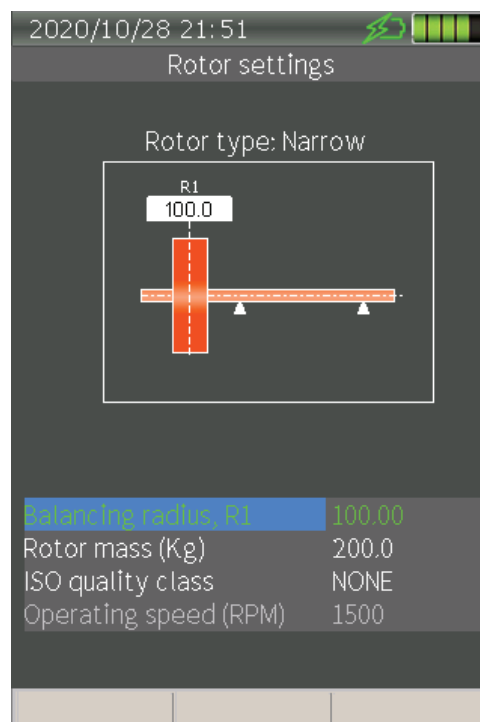 2020/10/28 21:51
Rotor settings
Rotor type: Narrow
R1
100.0
Balancing radius, R1 100.00
Rotor mass (Kg) 200.0
ISO quality class NONE
Operating speed (RPM) 1500